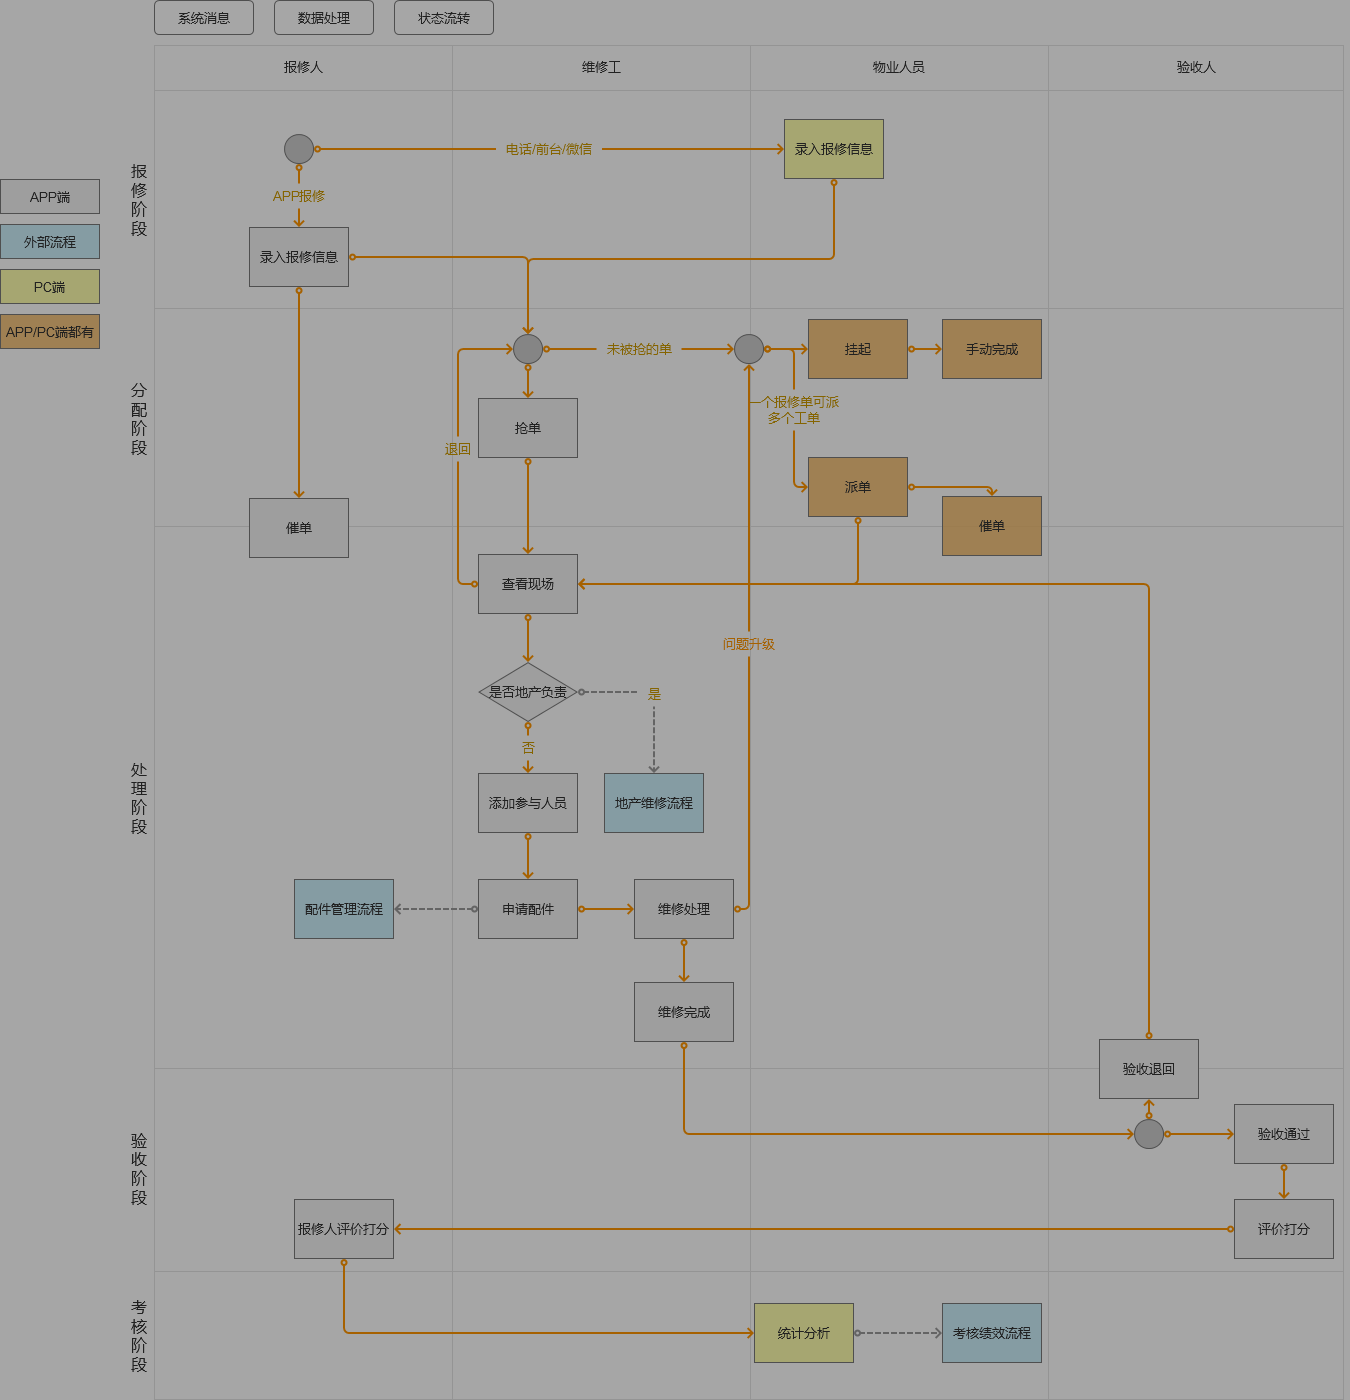 系统消息
数据处理
状态流转
报修人
维修工
物业人员
验收人
APP端
外部流程
PC端
APP/PC端都有
报修阶段
电话/前台/微信
录入报修信息
APP报修
录入报修信息
分配阶段
未被抢的单
挂起
手动完成
一个报修单可派
多个工单
抢单
退回
派单
催单
催单
处理阶段
查看现场
问题升级
是否地产负责
是
否
添加参与人员
地产维修流程
配件管理流程
申请配件
维修处理
维修完成
验收阶段
验收退回
验收通过
报修人评价打分
评价打分
考核阶段
统计分析
考核绩效流程